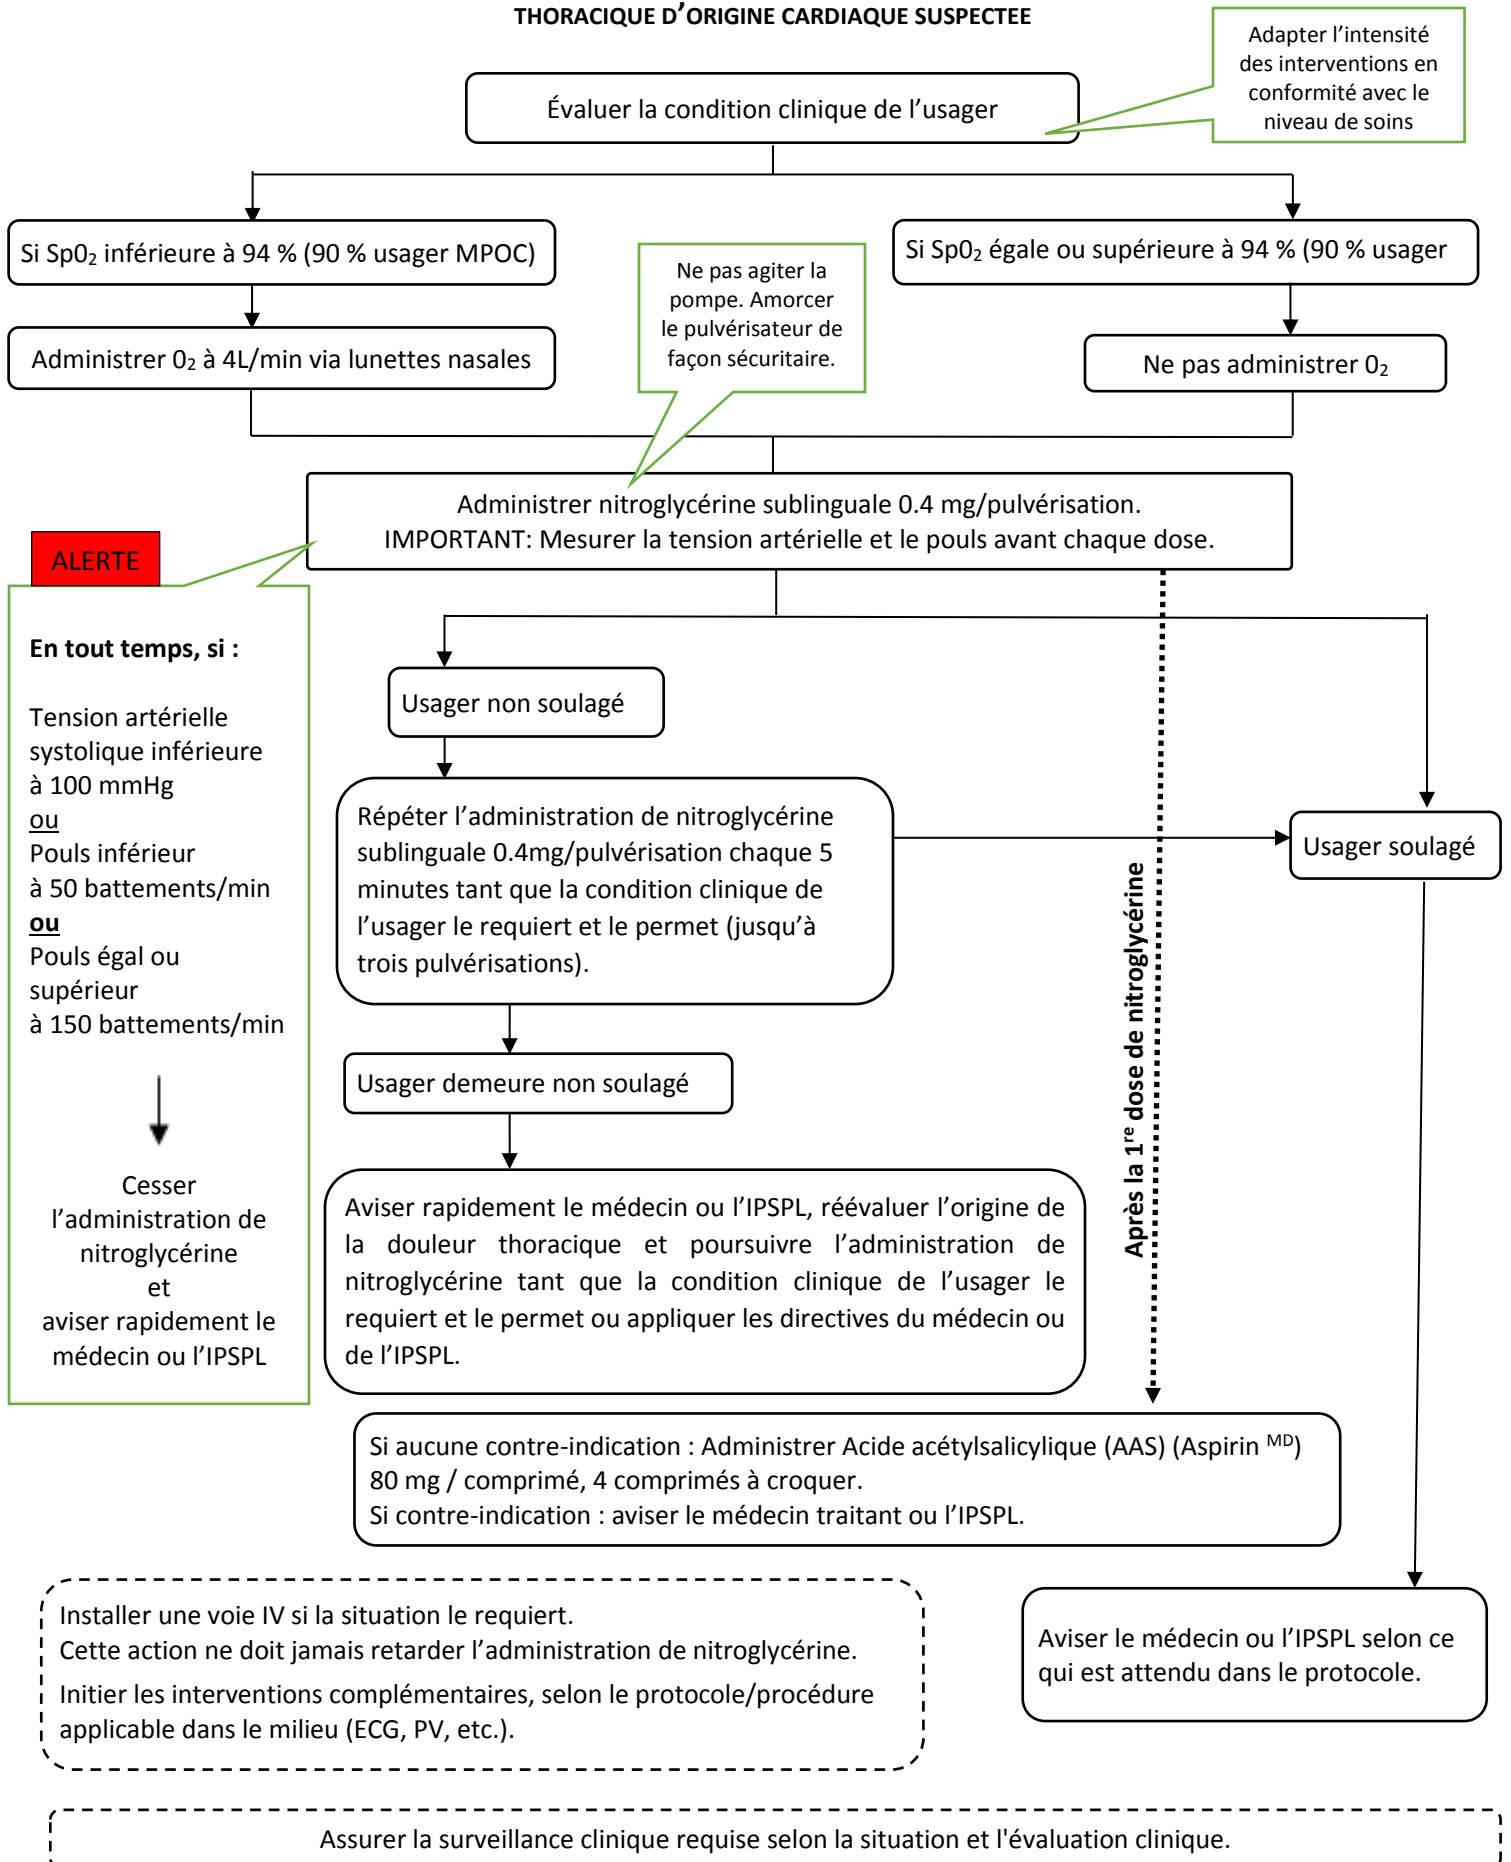 THORACIQUE D’ORIGINE CARDIAQUE SUSPECTEE
Adapter l’intensité
des interventions en
conformité avec le
niveau de soins
Évaluer la condition clinique de l’usager
Si Sp0₂ inférieure à 94 % (90 % usager MPOC)
Si SpO₂ égale ou supérieure à 94 % (90 % usager
Administrer 0₂ à 4L/min via lunettes nasales
Ne pas agiter la
pompe. Amorcer
le pulvérisateur de
façon sécuritaire.
Ne pas administrer 0₂
Administrer nitroglycérine sublinguale 0.4 mg/pulvérisation.
IMPORTANT: Mesurer la tension artérielle et le pouls avant chaque dose.
ALERTE
En tout temps, si :
Tension artérielle
systolique inférieure
à 100 mmHg
ou
Pouls inférieur
à 50 battements/min
ou
Pouls égal ou
supérieur
à 150 battements/min
Cesser
l’administration de
nitroglycérine
et
aviser rapidement le
médecin ou l’IPSPL
Usager non soulagé
Répéter l’administration de nitroglycérine
sublinguale 0.4mg/pulvérisation chaque 5
minutes tant que la condition clinique de
l’usager le requiert et le permet (jusqu’à
trois pulvérisations).
Usager soulagé
Usager demeure non soulagé
Aviser rapidement le médecin ou l’IPSPL, réévaluer l’origine de
la douleur thoracique et poursuivre l’administration de
nitroglycérine tant que la condition clinique de l’usager le
requiert et le permet ou appliquer les directives du médecin ou
de l’IPSPL.
Après la 1re dose de nitroglycérine
Si aucune contre-indication : Administrer Acide acétylsalicylique (AAS) (Aspirin MD)
80 mg / comprimé, 4 comprimés à croquer.
Si contre-indication : aviser le médecin traitant ou l’IPSPL.
Installer une voie IV si la situation le requiert.
Cette action ne doit jamais retarder l’administration de nitroglycérine.
Initier les interventions complémentaires, selon le protocole/procédure
applicable dans le milieu (ECG, PV, etc.).
Aviser le médecin ou l’IPSPL selon ce
qui est attendu dans le protocole.
Assurer la surveillance clinique requise selon la situation et l'évaluation clinique.